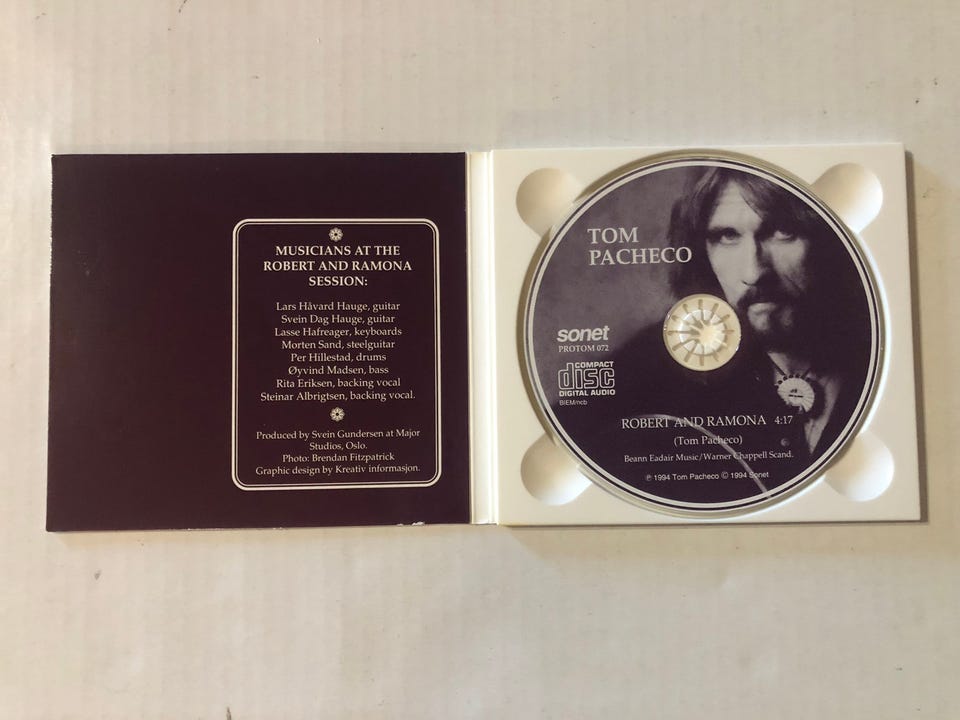 MUSICIANS AT THE
ROBERT AND RAMONA
SESSION:
Lars Håvard Hauge, guitar
Svein Dag Hauge, guitar
Lasse Hafreager, keyboards
Morten Sand, steelguitar
Per Hillestad, drums
Øyvind Madsen, bass
Rita Eriksen, backing vocal
Steinar Albrigtsen, backing vocal.
Produced by Svein Gundersen at Major
Studios, Oslo.
Photo: Brendan Fitzpatrick
Graphic design by Kreativ informasjon.
TOM
PACHECO
sonet
PROTOM 072
COMPACT
disc
DIGITAL AUDIO
BIEM/ncb
ROBERT AND RAMONA 4:17
(Tom Pacheco)
Beann Eadair Music/Warner Chappell Scand.
℗ 1994 Tom Pacheco © 1994 Sonet